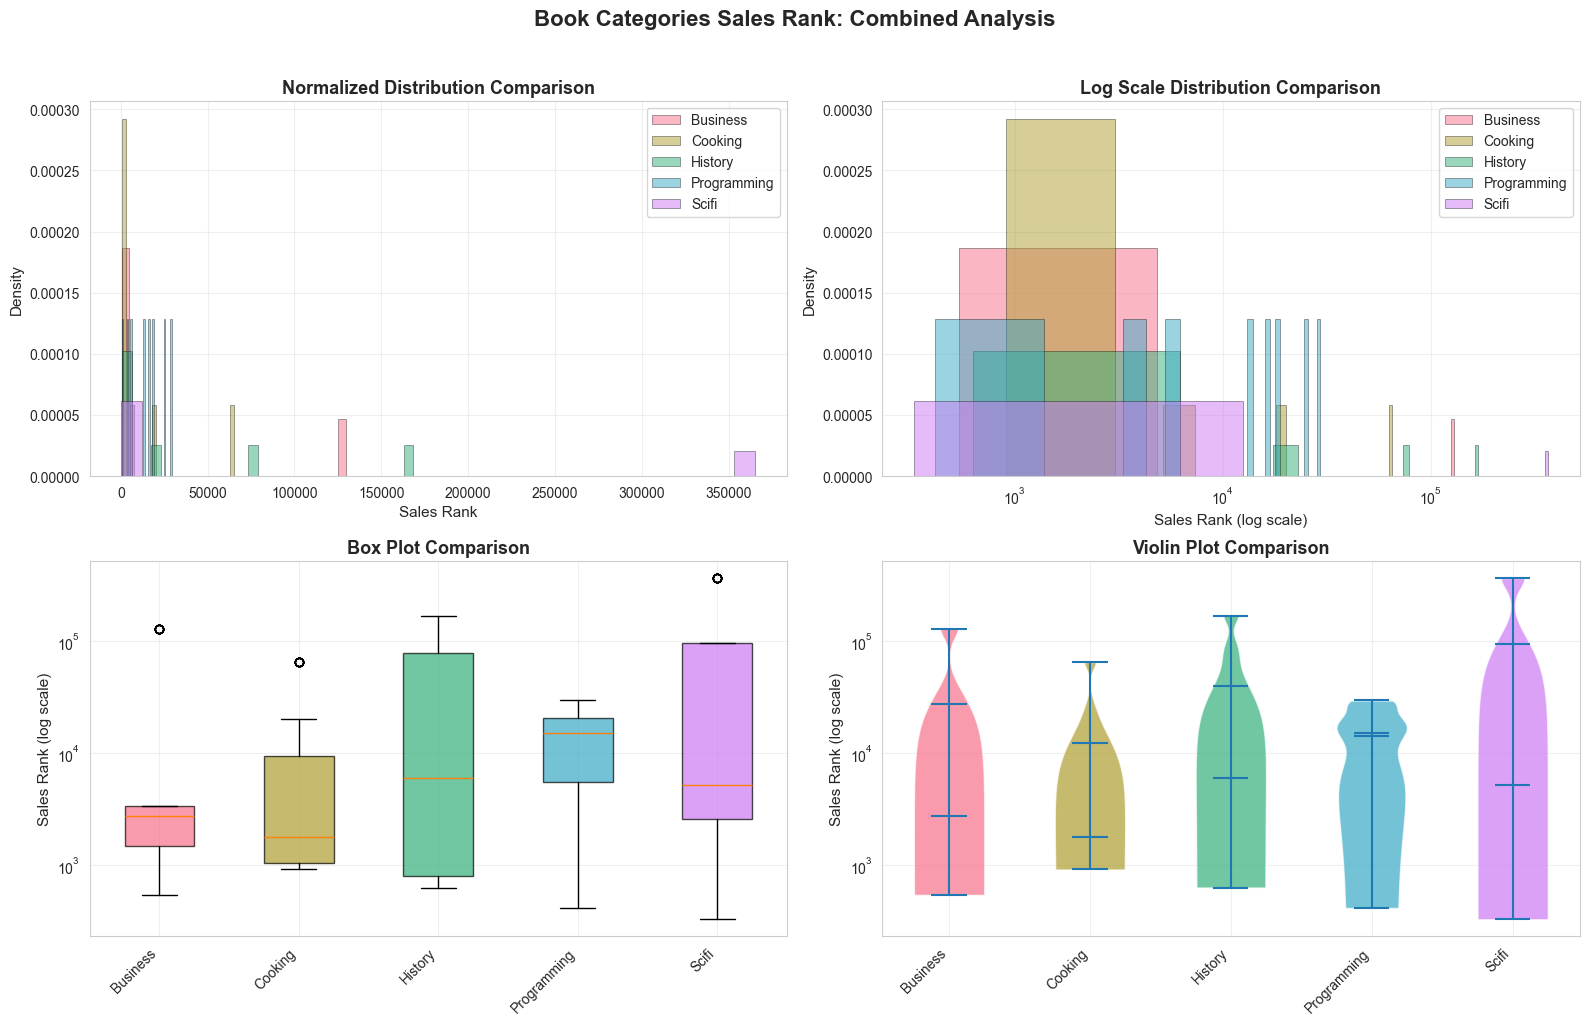 Book Categories Sales Rank: Combined Analysis
Normalized Distribution Comparison
0.00030
0.00025
0.00020
0.00015
0.00010
0.00005
0.00000
Density
Business
Cooking
History
Programming
Scifi
0 50000 100000 150000 200000 250000 300000 350000
Sales Rank
Log Scale Distribution Comparison
0.00030
0.00025
0.00020
0.00015
0.00010
0.00005
0.00000
Density
Business
Cooking
History
Programming
Scifi
10³ 10⁴ 10⁵
Sales Rank (log scale)
Box Plot Comparison
10⁵
10⁴
10³
Sales Rank (log scale)
Business Cooking History Programming Scifi
Violin Plot Comparison
10⁵
10⁴
10³
Sales Rank (log scale)
Business Cooking History Programming Scifi